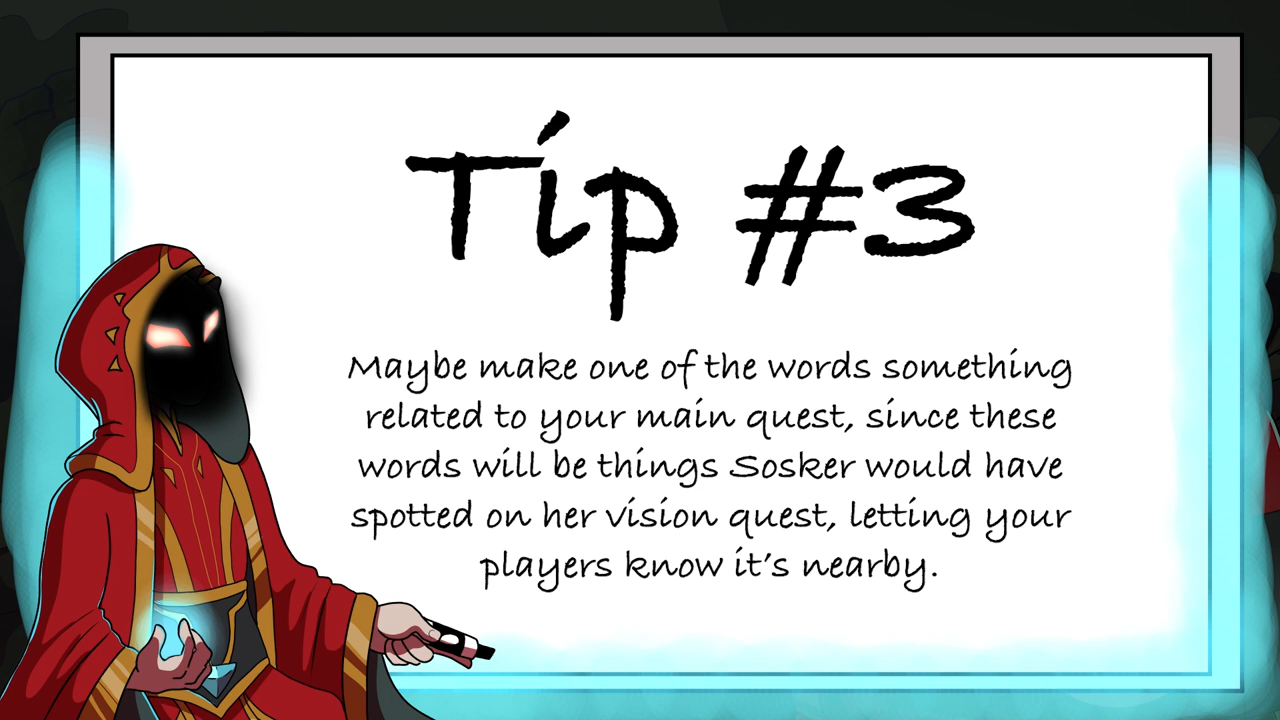 Tip #3
Maybe make one of the words something
related to your main quest, since these
words will be things Sosker would have
spotted on her vision quest, letting your
players know it's nearby.